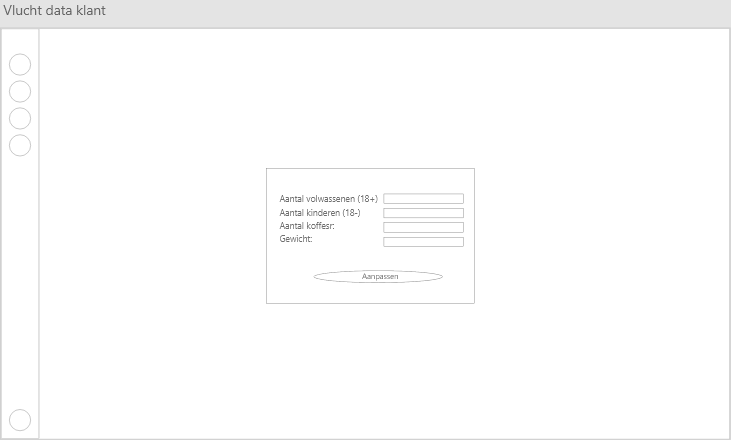 Vlucht data klant
Aantal volwassenen (18+)
Aantal kinderen (18-)
Aantal koffesr:
Gewicht:
Aanpassen